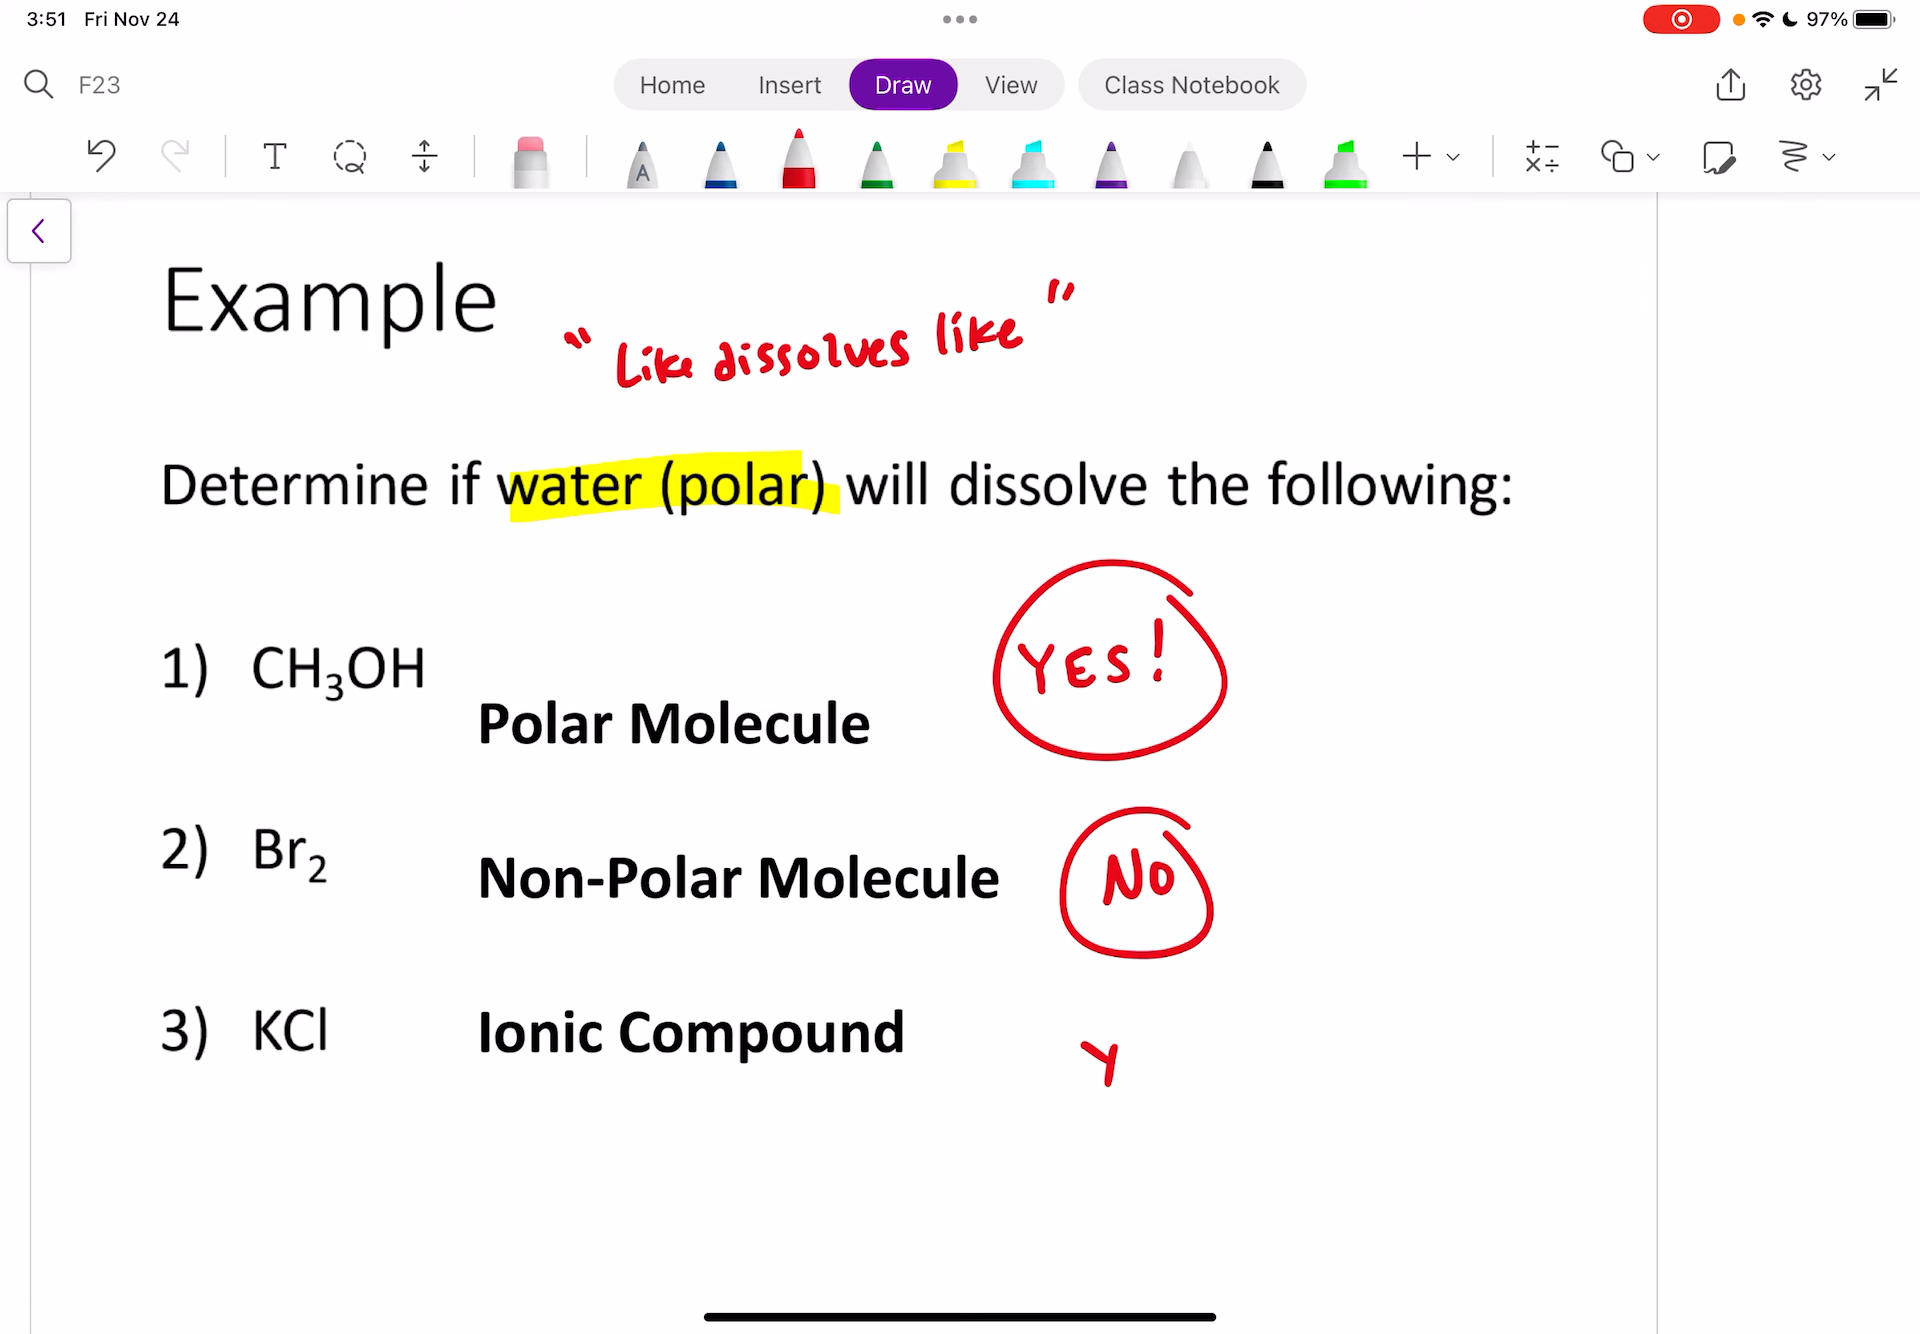 3:51 Fri Nov 24
97%
F23
Home Insert Draw View Class Notebook
T
A
Example
" Like dissolves like "
Determine if water (polar) will dissolve the following:
1) CH₃OH
YES!
Polar Molecule
2) Br₂
Non-Polar Molecule
NO
3) KCl Ionic Compound
Y